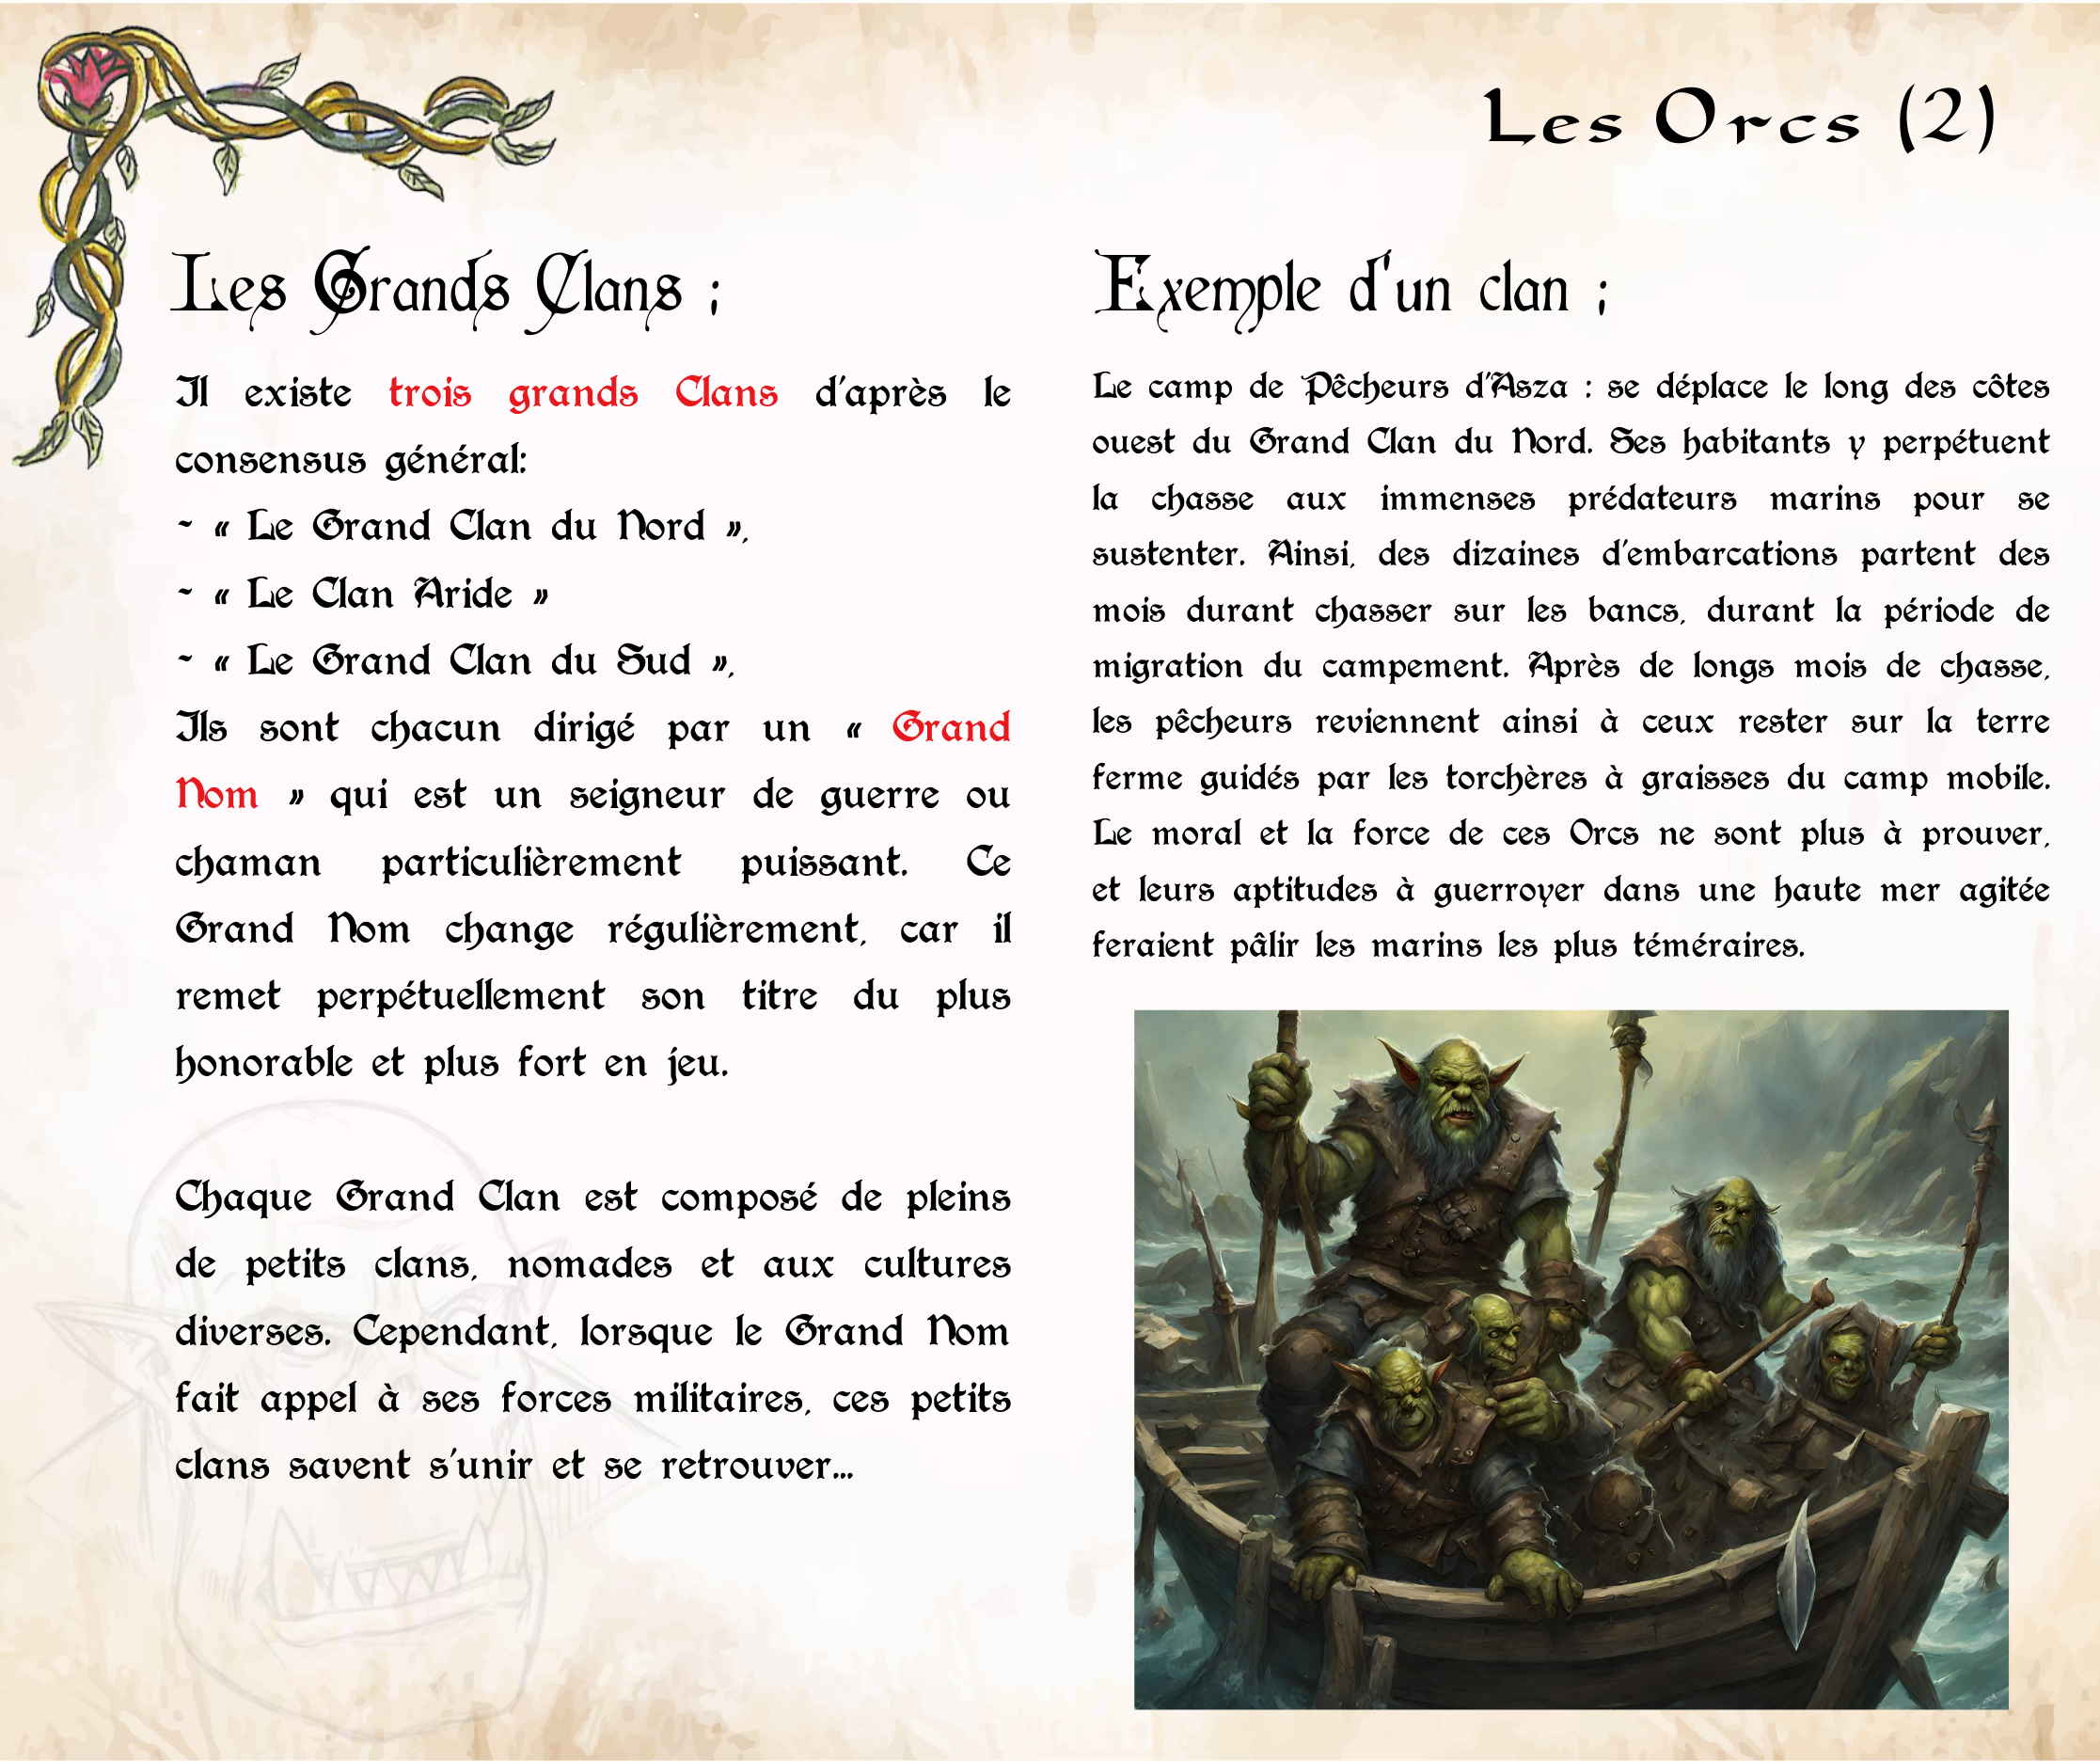 Les Orcs (2)
Les Grands Clans ;
Il existe trois grands Clans d'après le
consensus général:
- « Le Grand Clan du Nord »,
- « Le Clan Aride »
- « Le Grand Clan du Sud »,
Ils sont chacun dirigé par un « Grand
Nom » qui est un seigneur de guerre ou
chaman particulièrement puissant. Ce
Grand Nom change régulièrement, car il
remet perpétuellement son titre du plus
honorable et plus fort en jeu.
Chaque Grand Clan est composé de pleins
de petits clans, nomades et aux cultures
diverses. Cependant, lorsque le Grand Nom
fait appel à ses forces militaires, ces petits
clans savent s'unir et se retrouver...
Exemple d'un clan ;
Le camp de Pêcheurs d'Asza : se déplace le long des côtes
ouest du Grand Clan du Nord. Ses habitants y perpétuent
la chasse aux immenses prédateurs marins pour se
sustenter. Ainsi, des dizaines d'embarcations partent des
mois durant chasser sur les bancs, durant la période de
migration du campement. Après de longs mois de chasse,
les pêcheurs reviennent ainsi à ceux rester sur la terre
ferme guidés par les torchères à graisses du camp mobile.
Le moral et la force de ces Orcs ne sont plus à prouver,
et leurs aptitudes à guerroyer dans une haute mer agitée
feraient pâlir les marins les plus téméraires.